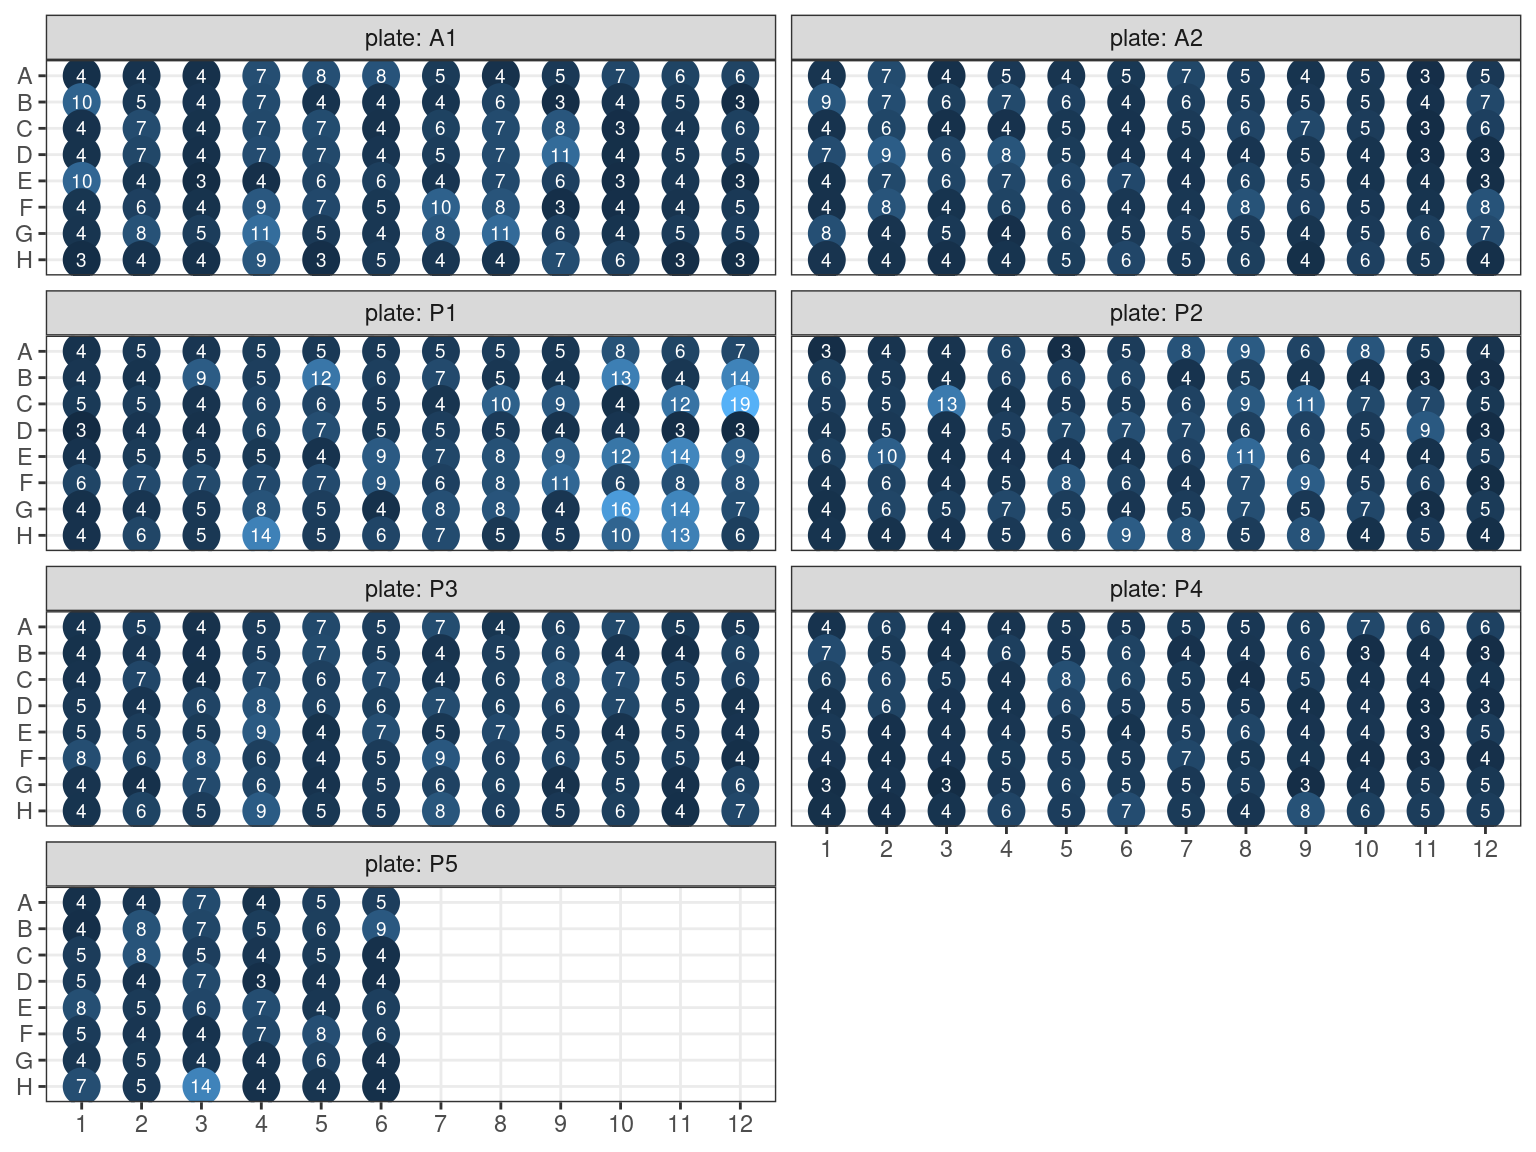 plate: A1
A 4 4 4 7 8 8 5 4 5 7 6 6
B 10 5 4 7 4 4 4 6 3 4 5 3
C 4 7 4 7 7 4 6 7 8 3 4 6
D 4 7 4 7 7 4 5 7 11 4 5 5
E 10 4 3 4 6 6 4 7 6 3 4 3
F 4 6 4 9 7 5 10 8 3 4 4 5
G 4 8 5 11 5 4 8 11 6 4 5 5
H 3 4 4 9 3 5 4 4 7 6 3 3
plate: A2
4 7 4 5 4 5 7 5 4 5 3 5
9 7 6 7 6 4 6 5 5 5 4 7
4 6 4 4 5 4 5 6 7 5 3 6
7 9 6 8 5 4 4 4 5 4 3 3
4 7 6 7 6 7 4 6 5 4 4 3
4 8 4 6 6 4 4 8 6 5 4 8
8 4 5 4 6 5 5 5 4 5 6 7
4 4 4 4 5 6 5 6 4 6 5 4
plate: P1
A 4 5 4 5 5 5 5 5 5 8 6 7
B 4 4 9 5 12 6 7 5 4 13 4 14
C 5 5 4 6 6 5 4 10 9 4 12 19
D 3 4 4 6 7 5 5 5 4 4 3 3
E 4 5 5 5 4 9 7 8 9 12 14 9
F 6 7 7 7 7 9 6 8 11 6 8 8
G 4 4 5 8 5 4 8 8 4 16 14 7
H 4 6 5 14 5 6 7 5 5 10 13 6
plate: P2
3 4 4 6 3 5 8 9 6 8 5 4
6 5 4 6 6 6 4 5 4 4 3 3
5 5 13 4 5 5 6 9 11 7 7 5
4 5 4 5 7 7 7 6 6 5 9 3
6 10 4 4 4 4 6 11 6 4 4 5
4 6 4 5 8 6 4 7 9 5 6 3
4 6 5 7 5 4 5 7 5 7 3 5
4 4 4 5 6 9 8 5 8 4 5 4
plate: P3
A 4 5 4 5 7 5 7 4 6 7 5 5
B 4 4 4 5 7 5 4 5 6 4 4 6
C 4 7 4 7 6 7 4 6 8 7 5 6
D 5 4 6 8 6 6 7 6 6 7 5 4
E 5 5 5 9 4 7 5 7 5 4 5 4
F 8 6 8 6 4 5 9 6 6 5 5 4
G 4 4 7 6 4 5 6 6 4 5 4 6
H 4 6 5 9 5 5 8 6 5 6 4 7
plate: P4
4 6 4 4 5 5 5 5 6 7 6 6
7 5 4 6 5 6 4 4 6 3 4 3
6 6 5 4 8 6 5 4 5 4 4 4
4 6 4 4 6 5 5 5 4 4 3 3
5 4 4 4 5 4 5 6 4 4 3 5
4 4 4 5 5 5 7 5 4 4 3 4
3 4 3 5 6 5 5 5 3 4 5 5
4 4 4 6 5 7 5 4 8 6 5 5
1 2 3 4 5 6 7 8 9 10 11 12
plate: P5
A 4 4 7 4 5 5
B 4 8 7 5 6 9
C 5 8 5 4 5 4
D 5 4 7 3 4 4
E 8 5 6 7 4 6
F 5 4 4 7 8 6
G 4 5 4 4 6 4
H 7 5 14 4 4 4
1 2 3 4 5 6 7 8 9 10 11 12